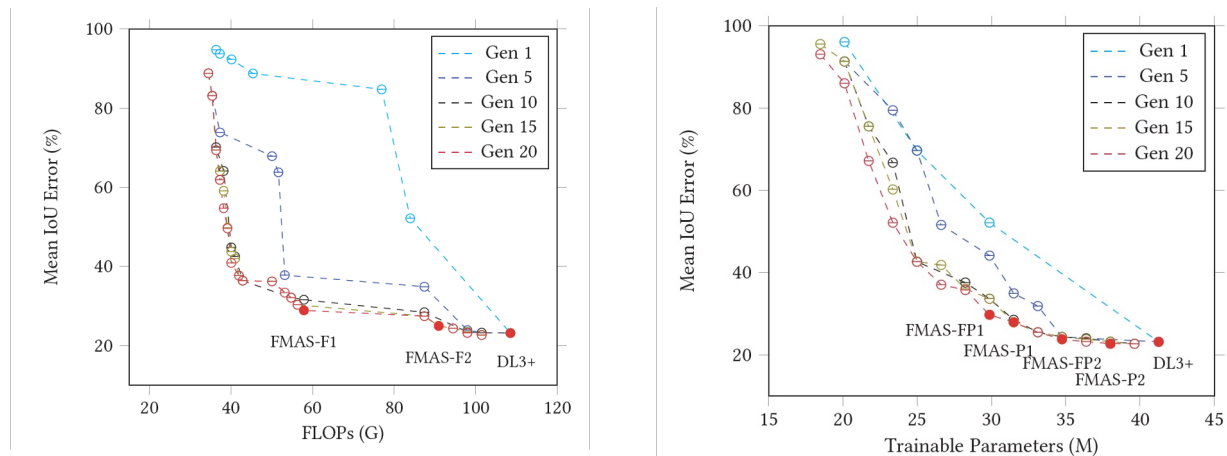 100
80
60
40
20
Mean IoU Error (%)
Gen 1
Gen 5
Gen 10
Gen 15
Gen 20
FMAS-F1
FMAS-F2
DL3+
20 40 60 80 100 120
FLOPs (G)
100
80
60
40
20
Mean IoU Error (%)
Gen 1
Gen 5
Gen 10
Gen 15
Gen 20
FMAS-FP1
FMAS-P1
FMAS-FP2
FMAS-P2
DL3+
15 20 25 30 35 40 45
Trainable Parameters (M)